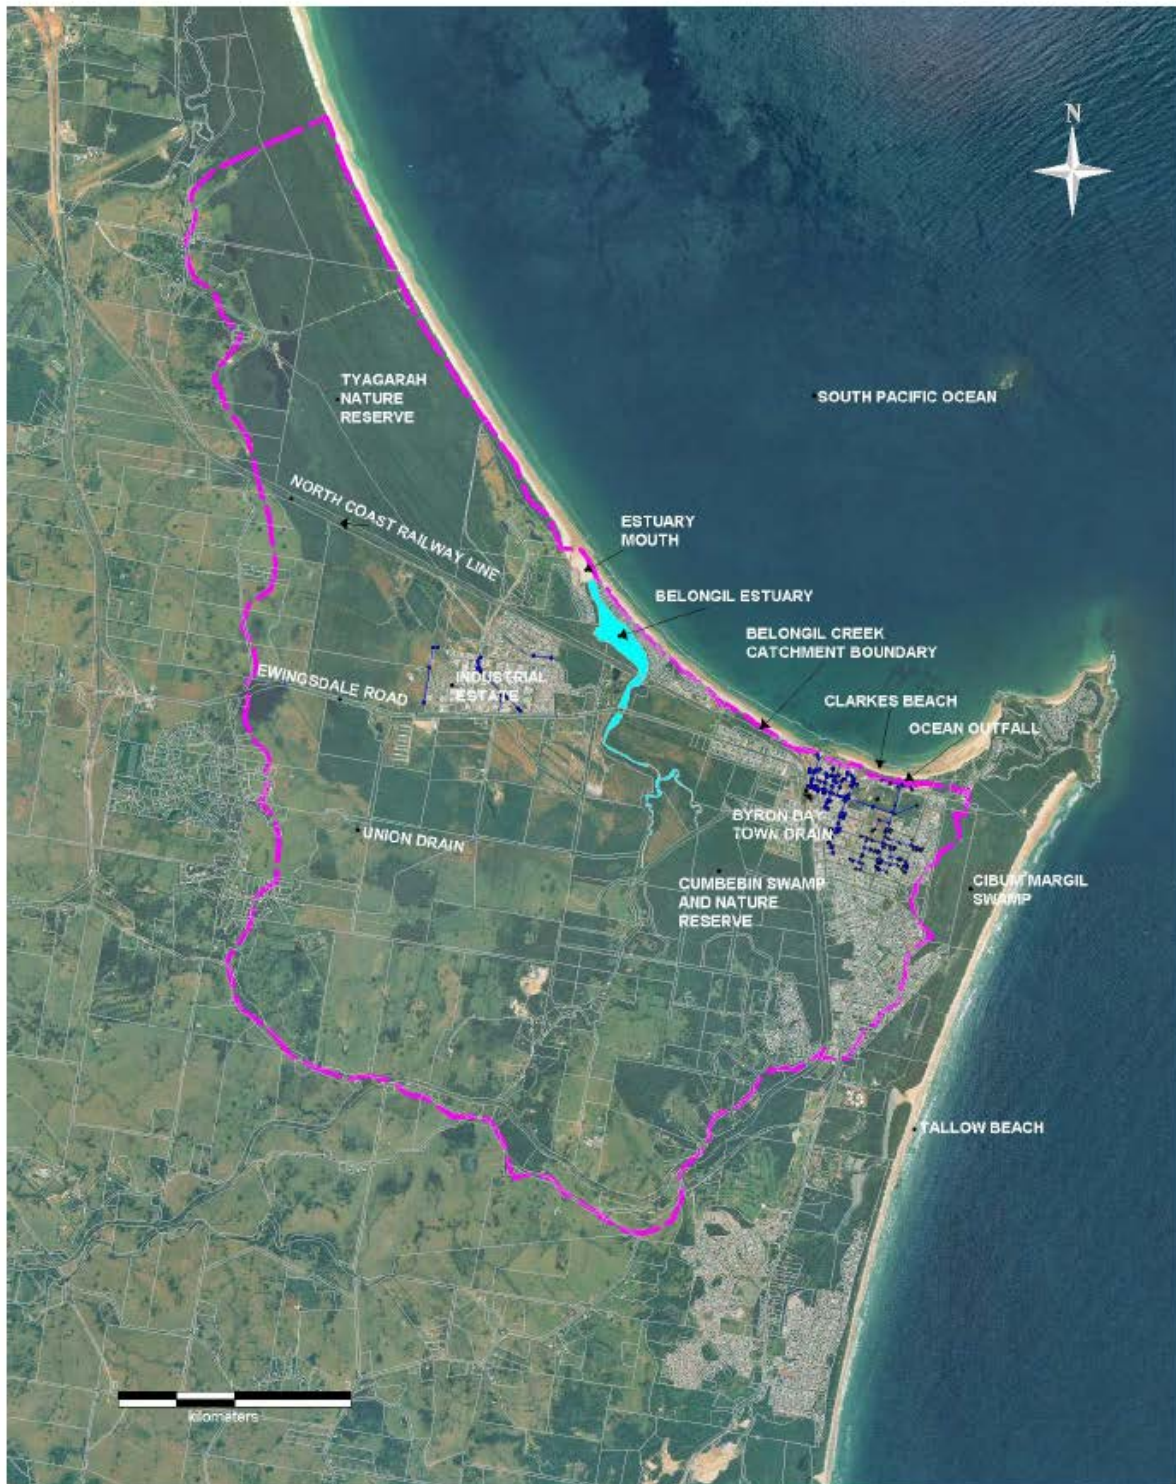 N
TYAGARAH
NATURE
RESERVE
SOUTH PACIFIC OCEAN
NORTH COAST RAILWAY LINE
ESTUARY
MOUTH
BELONGIL ESTUARY
BELONGIL CREEK
CATCHMENT BOUNDARY
INDUSTRIAL
ESTATE
EWINGSDALE ROAD
CLARKES BEACH
OCEAN OUTFALL
BYRON BAY
TOWN DRAIN
UNION DRAIN
CUMBEBIN SWAMP
AND NATURE
RESERVE
CIBUM MARGIL
SWAMP
TALLOW BEACH
kilometers